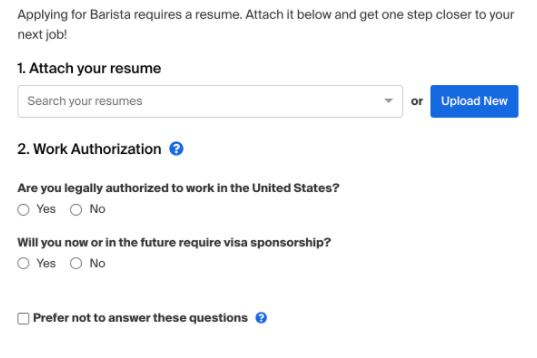 Applying for Barista requires a resume. Attach it below and get one step closer to your
next job!
1. Attach your resume
Search your resumes or Upload New
2. Work Authorization ?
Are you legally authorized to work in the United States?
Yes No
Will you now or in the future require visa sponsorship?
Yes No
Prefer not to answer these questions ?